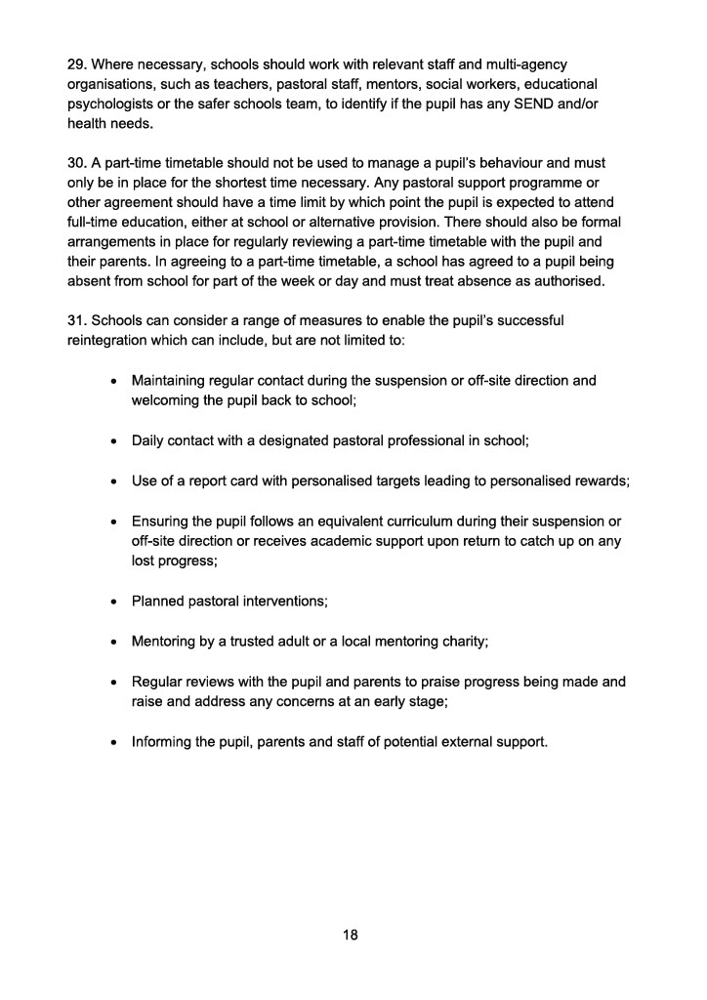 29. Where necessary, schools should work with relevant staff and multi-agency
organisations, such as teachers, pastoral staff, mentors, social workers, educational
psychologists or the safer schools team, to identify if the pupil has any SEND and/or
health needs.
30. A part-time timetable should not be used to manage a pupil's behaviour and must
only be in place for the shortest time necessary. Any pastoral support programme or
other agreement should have a time limit by which point the pupil is expected to attend
full-time education, either at school or alternative provision. There should also be formal
arrangements in place for regularly reviewing a part-time timetable with the pupil and
their parents. In agreeing to a part-time timetable, a school has agreed to a pupil being
absent from school for part of the week or day and must treat absence as authorised.
31. Schools can consider a range of measures to enable the pupil's successful
reintegration which can include, but are not limited to:
• Maintaining regular contact during the suspension or off-site direction and
welcoming the pupil back to school;
• Daily contact with a designated pastoral professional in school;
• Use of a report card with personalised targets leading to personalised rewards;
• Ensuring the pupil follows an equivalent curriculum during their suspension or
off-site direction or receives academic support upon return to catch up on any
lost progress;
• Planned pastoral interventions;
• Mentoring by a trusted adult or a local mentoring charity;
• Regular reviews with the pupil and parents to praise progress being made and
raise and address any concerns at an early stage;
• Informing the pupil, parents and staff of potential external support.
18